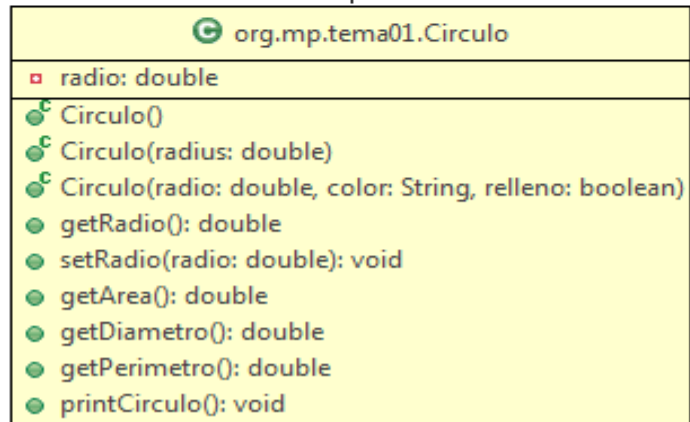 org.mp.tema01.Circulo
radio: double
Circulo()
Circulo(radius: double)
Circulo(radio: double, color: String, relleno: boolean)
getRadio(): double
setRadio(radio: double): void
getArea(): double
getDiametro(): double
getPerimetro(): double
printCirculo(): void